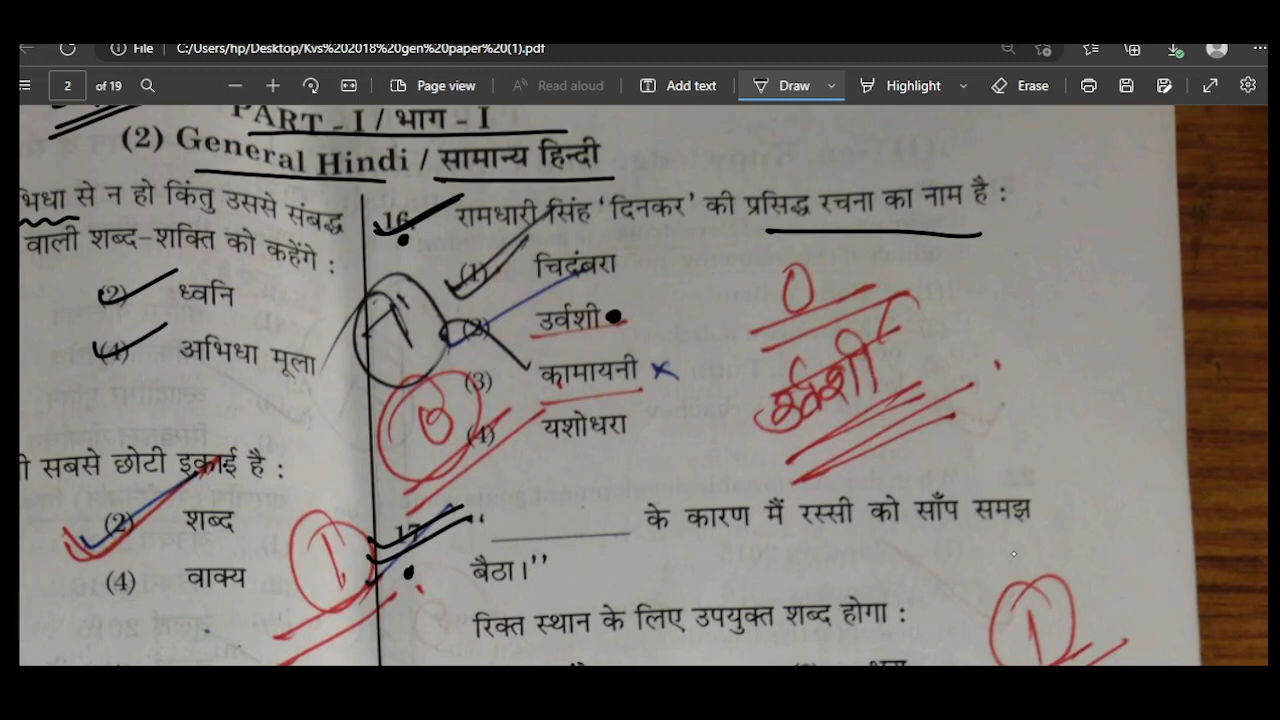 File C:/Users/hp/Desktop/Kvs%202018%20gen%20paper%20(1).pdf
2 of 19 Page view Read aloud Add text Draw Highlight Erase
PART - I / भाग - I
(2) General Hindi / सामान्य हिन्दी
भिधा से न हो किंतु उससे संबद्ध
वाली शब्द-शक्ति को कहेंगे :
(2) ध्वनि
(4) अभिधा मूला
ी सबसे छोटी इकाई है :
(2) शब्द
(4) वाक्य
1
16. रामधारी सिंह 'दिनकर' की प्रसिद्ध रचना का नाम है :
(1) चिदंबरा
(2) उर्वशी
(3) कामायनी
(4) यशोधरा
उर्वशी
17. " ________ के कारण मैं रस्सी को साँप समझ
बैठा।"
रिक्त स्थान के लिए उपयुक्त शब्द होगा :
1